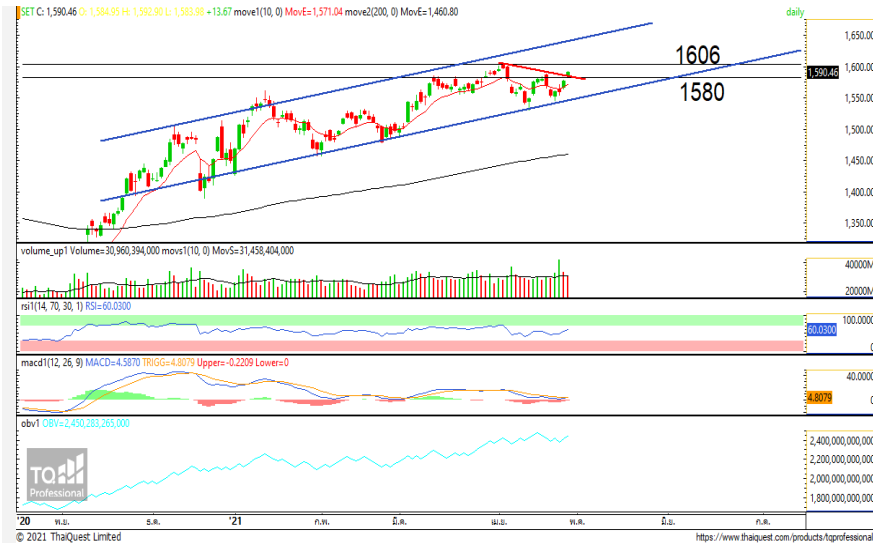 SET C: 1,590.46 O: 1,584.95 H: 1,592.90 +13.67 move1(10, 0) MovE=1,571.04 move2(200, 0) MovE=1,460.80 daily
1,650.00
1606
1,600.00
1,590.46
1580
1,550.00
1,500.00
1,450.00
1,400.00
1,350.00
volume_up1 Volume=30,960,394,000 movs1(10, 0) MovS=31,458,404,000
40000M
20000M
rsi1(14, 70, 30, 1) RSI=60.0300
100.0000
60.0300
macd1(12, 26, 9) MACD=4.5870 TRIGG=4.8079 Upper=-0.2209 Lower=0
40.0000
4.8079
obv1 OBV=2,460,283,265,000
2,400,000,000,000
2,200,000,000,000
2,000,000,000,000
1,800,000,000,000
TQ
Professional
'20 พ.ย. ธ.ค. '21 ก.พ. มี.ค. เม.ย. พ.ค. มิ.ย. ก.ค.
© 2021 ThaiQuest Limited https://www.thaiquest.com/products/tqprofessional